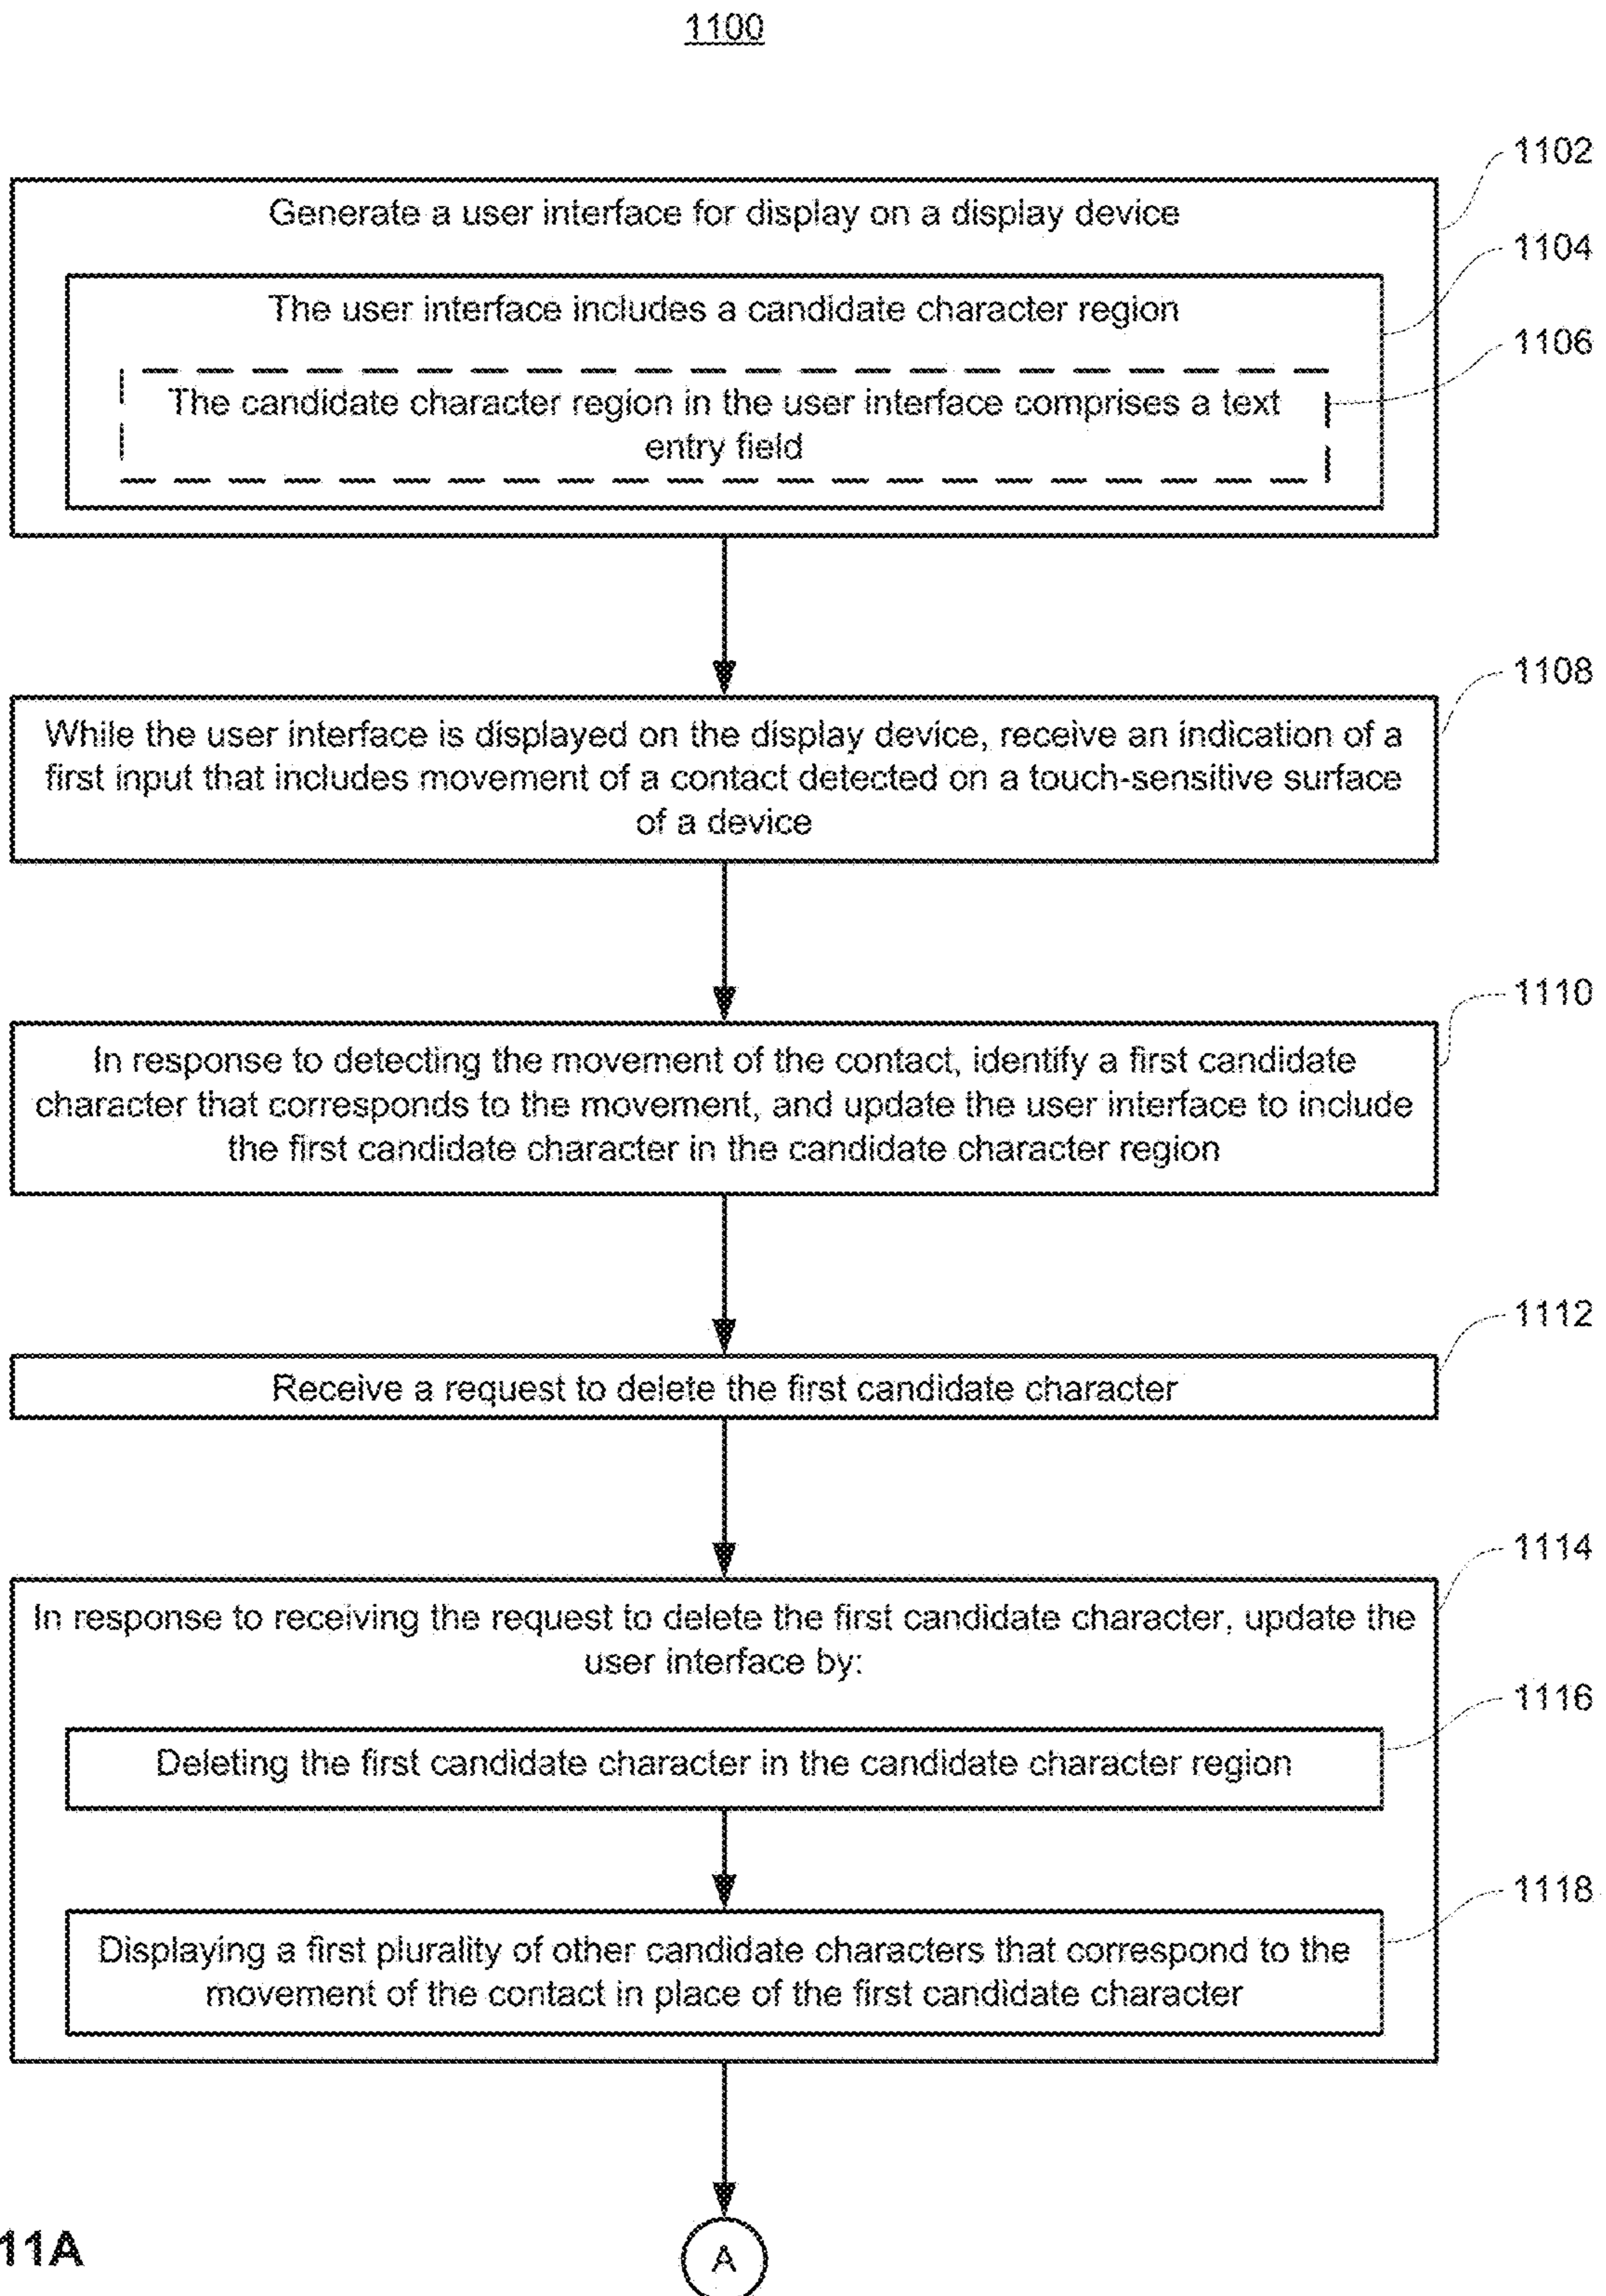 1100
1102
Generate a user interface for display on a display device
1104
The user interface includes a candidate character region
1106
The candidate character region in the user interface comprises a text
entry field
1108
While the user interface is displayed on the display device, receive an indication of a
first input that includes movement of a contact detected on a touch-sensitive surface
of a device
1110
In response to detecting the movement of the contact, identify a first candidate
character that corresponds to the movement, and update the user interface to include
the first candidate character in the candidate character region
1112
Receive a request to delete the first candidate character
1114
In response to receiving the request to delete the first candidate character, update the
user interface by:
1116
Deleting the first candidate character in the candidate character region
1118
Displaying a first plurality of other candidate characters that correspond to the
movement of the contact in place of the first candidate character
11A
A